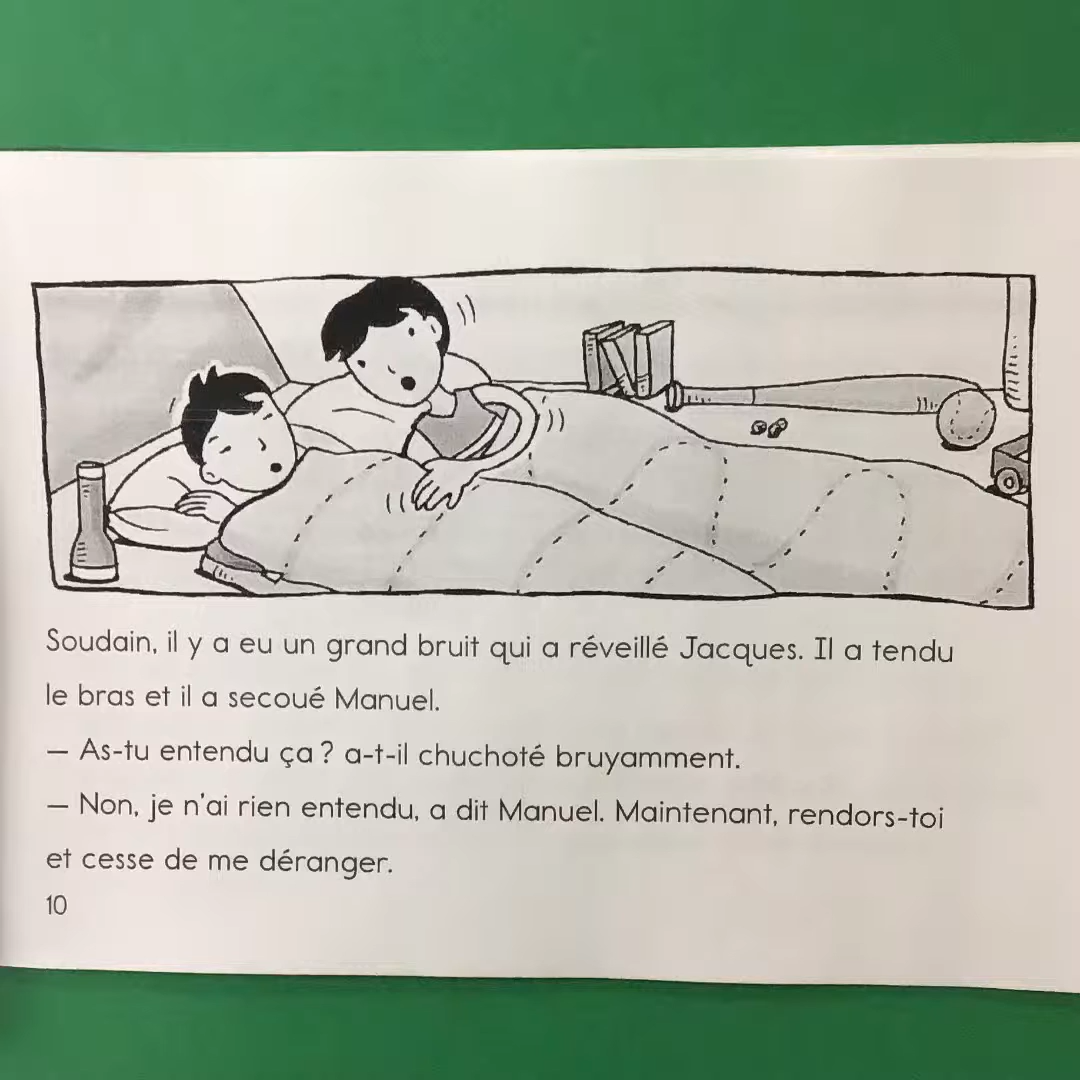 Soudain, il y a eu un grand bruit qui a réveillé Jacques. Il a tendu
le bras et il a secoué Manuel.
— As-tu entendu ça ? a-t-il chuchoté bruyamment.
— Non, je n'ai rien entendu, a dit Manuel. Maintenant, rendors-toi
et cesse de me déranger.
10